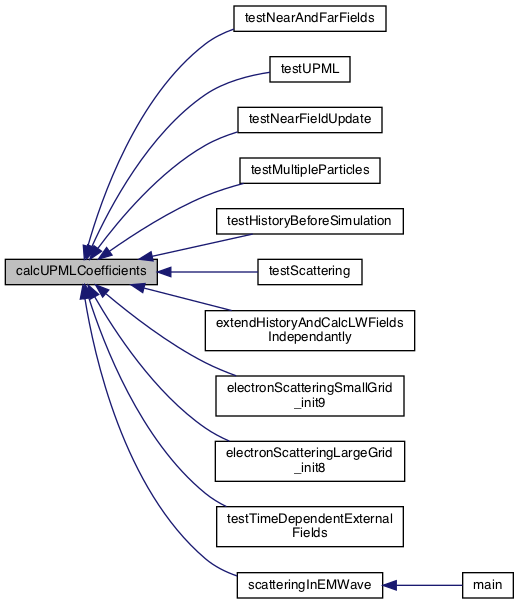 testNearAndFarFields
testUPML
testNearFieldUpdate
testMultipleParticles
testHistoryBeforeSimulation
calcUPMLCoefficients
testScattering
extendHistoryAndCalcLWFields
Independantly
electronScatteringSmallGrid
_init9
electronScatteringLargeGrid
_init8
testTimeDependentExternal
Fields
scatteringInEMWave
main